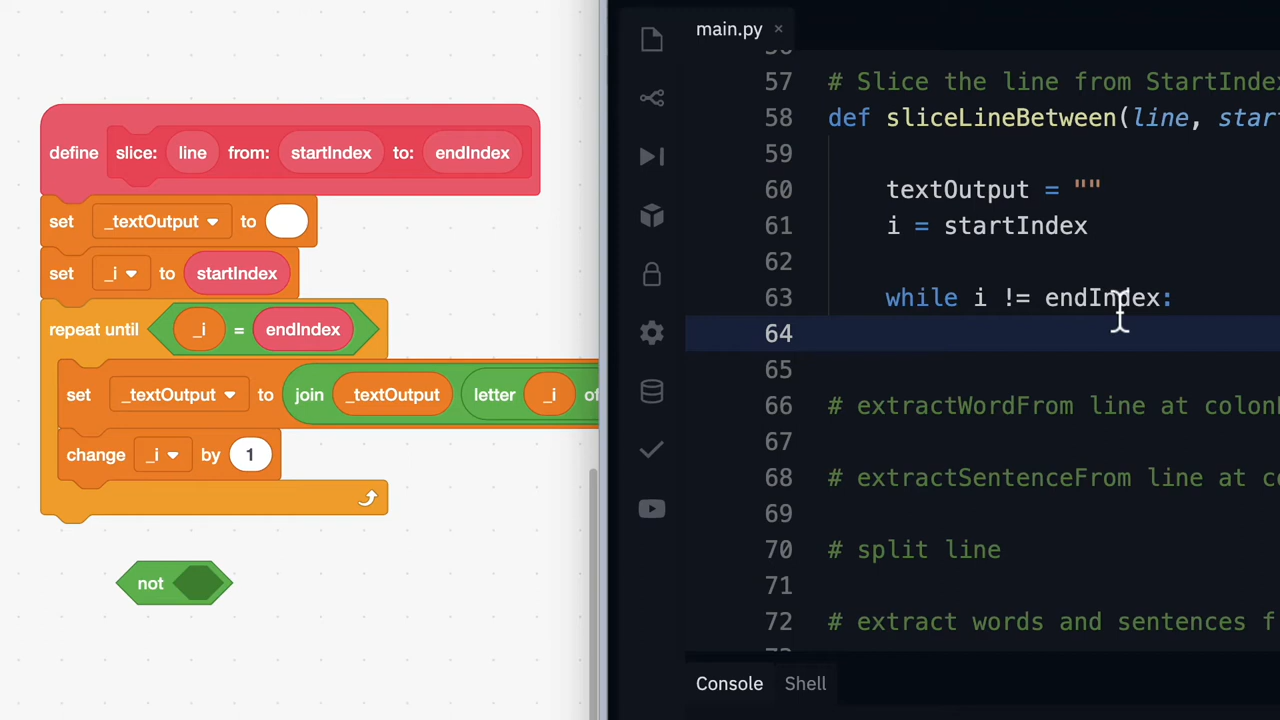 define slice: line from: startIndex to: endIndex
set _textOutput to
set _i to startIndex
repeat until _i = endIndex
set _textOutput to join _textOutput letter _i of
change _i by 1
not
main.py ×
57 # Slice the line from StartIndex
58 def sliceLineBetween(line, star
59
60 textOutput = ""
61 i = startIndex
62
63 while i != endIndex:
64
65
66 # extractWordFrom line at colon
67
68 # extractSentenceFrom line at co
69
70 # split line
71
72 # extract words and sentences f
Console Shell